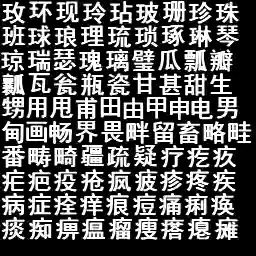 玫环现玲玷玻珊珍珠
班球琅理琉琐琢琳琴
琼瑞瑟瑰璃璧瓜瓢瓣
瓤瓦瓮瓶瓷甘甚甜生
甥用甩甫田由甲申电男
甸画畅界畏畔留畜略畦
番畴畸疆疏疑疗疙疚
疟疤疫疮疯疲疹疼疾
病症痊痒痕痘痛痢痪
痰痴痹瘟瘤瘦瘩瘪瘫